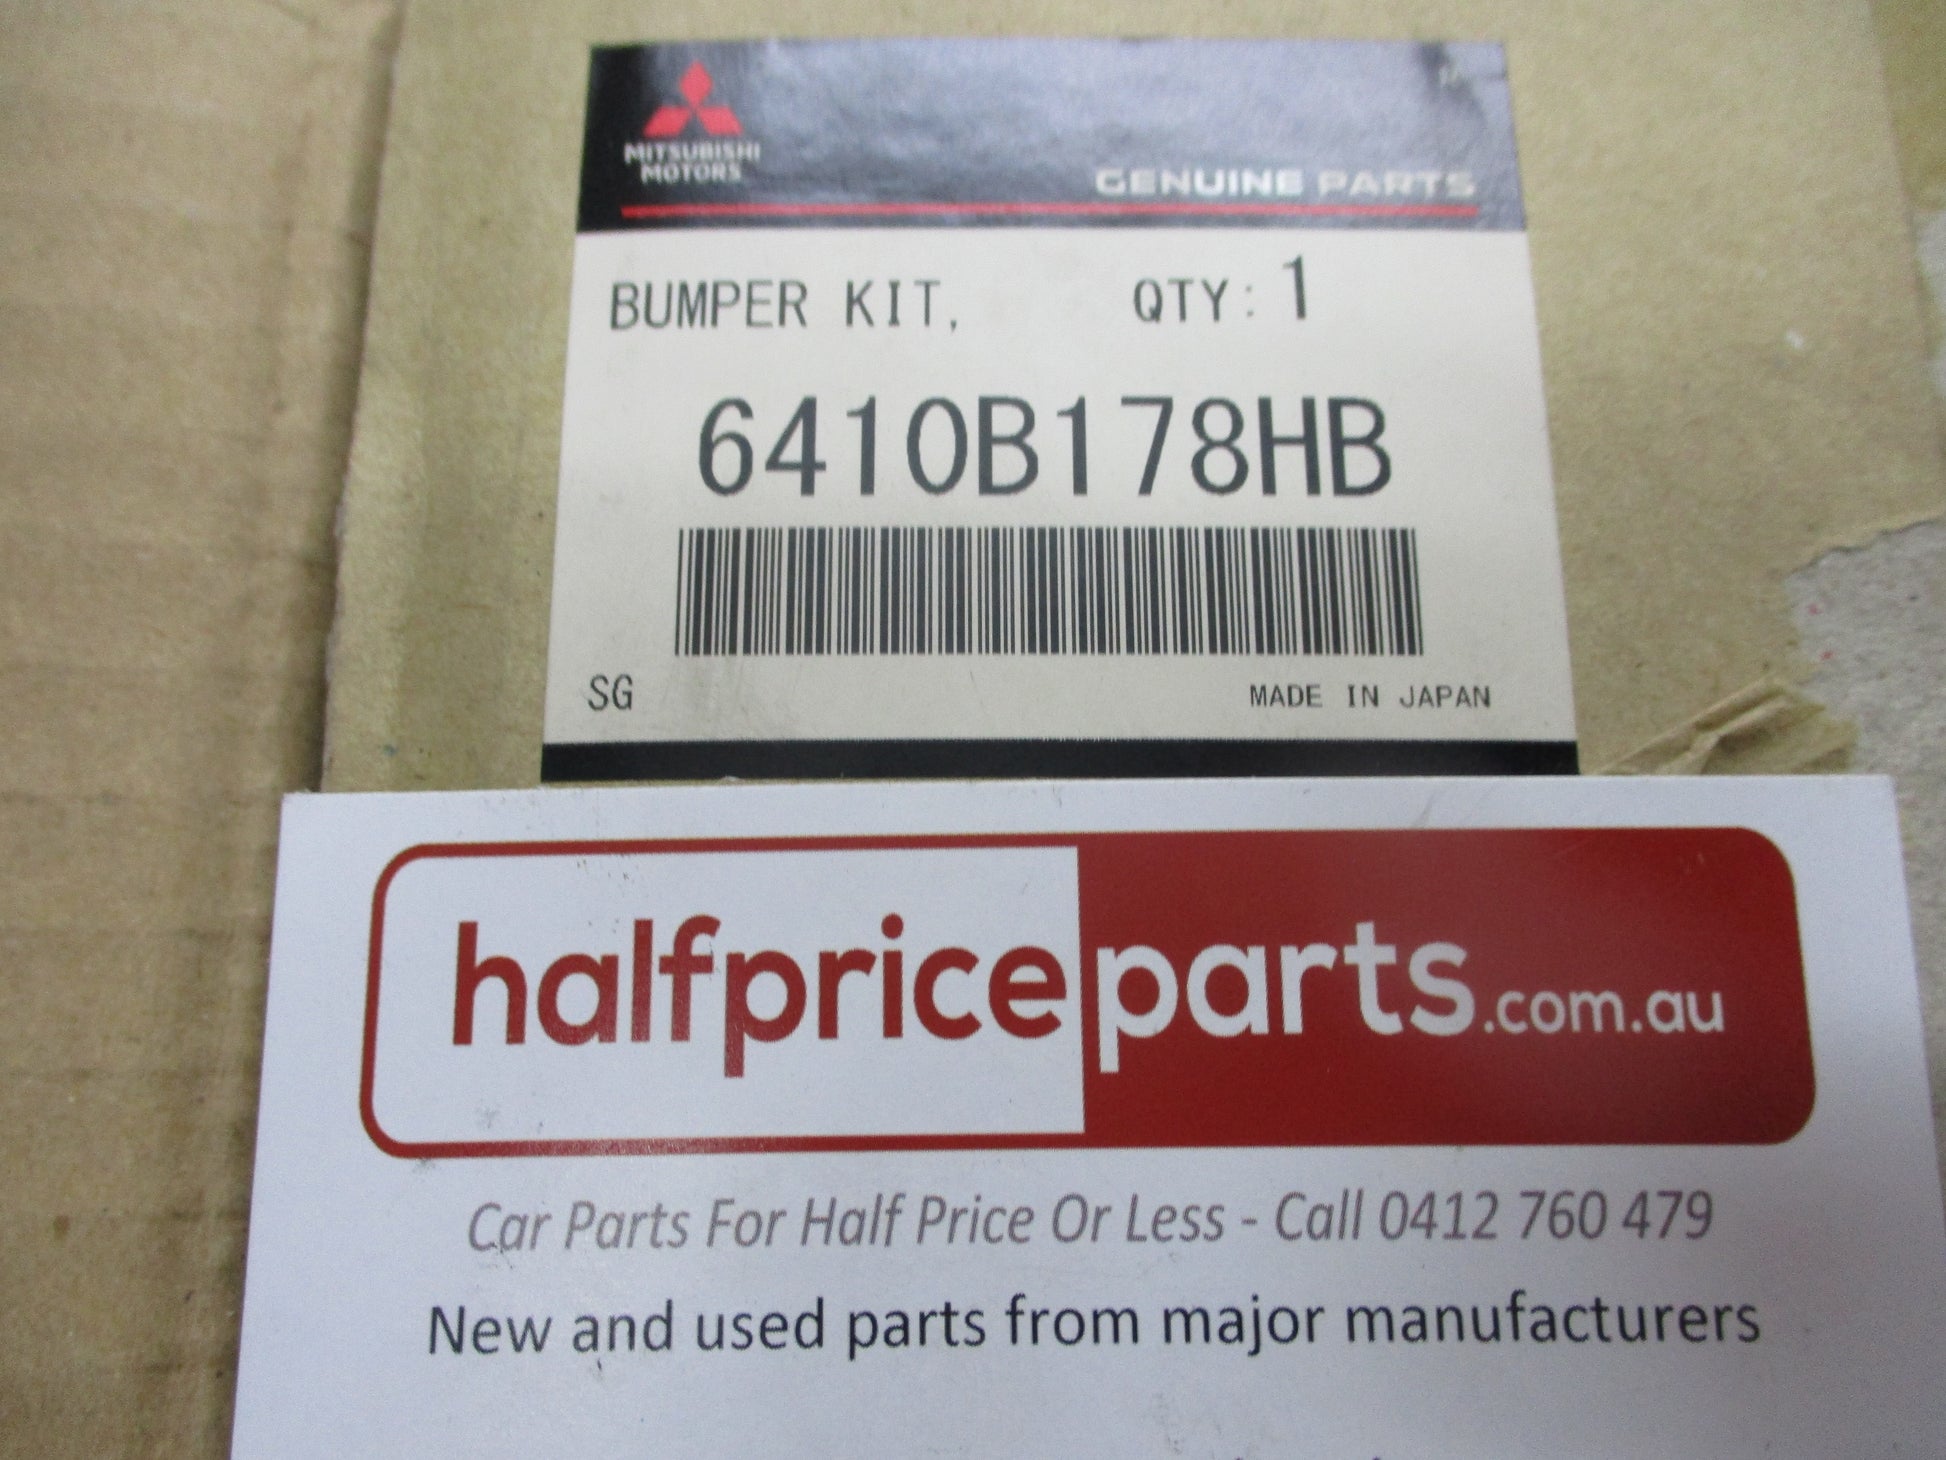 MITSUBISHI
MOTORS
GENUINE PARTS
BUMPER KIT, QTY: 1
6410B178HB
SG MADE IN JAPAN
halfpriceparts.com.au
Car Parts For Half Price Or Less - Call 0412 760 479
New and used parts from major manufacturers